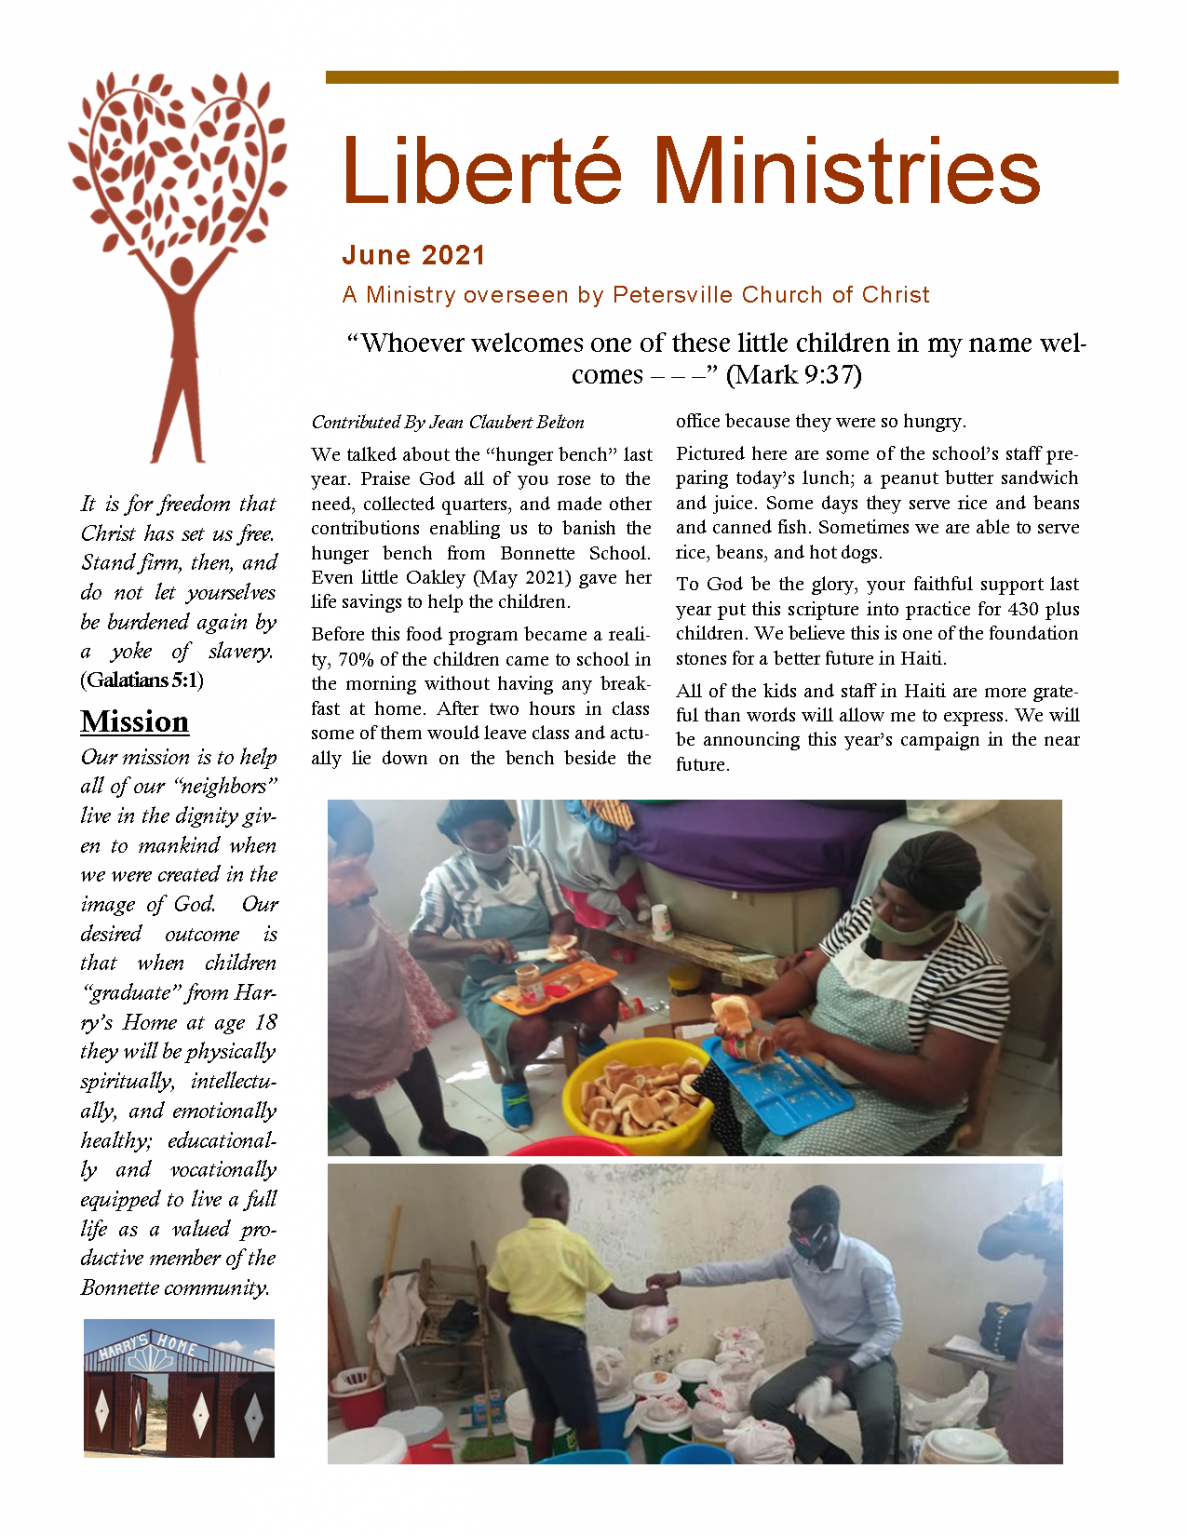 Liberté Ministries
June 2021
A Ministry overseen by Petersville Church of Christ
“Whoever welcomes one of these little children in my name wel-
comes – – –” (Mark 9:37)
It is for freedom that
Christ has set us free.
Stand firm, then, and
do not let yourselves
be burdened again by
a yoke of slavery.
(Galatians 5:1)
Mission
Our mission is to help
all of our “neighbors”
live in the dignity giv-
en to mankind when
we were created in the
image of God. Our
desired outcome is
that when children
“graduate” from Har-
ry’s Home at age 18
they will be physically
spiritually, intellectu-
ally, and emotionally
healthy; educational-
ly and vocationally
equipped to live a full
life as a valued pro-
ductive member of the
Bonnette community.
HARRY'S HOME
Contributed By Jean Claubert Belton
We talked about the “hunger bench” last
year. Praise God all of you rose to the
need, collected quarters, and made other
contributions enabling us to banish the
hunger bench from Bonnette School.
Even little Oakley (May 2021) gave her
life savings to help the children.
Before this food program became a reali-
ty, 70% of the children came to school in
the morning without having any break-
fast at home. After two hours in class
some of them would leave class and actu-
ally lie down on the bench beside the
office because they were so hungry.
Pictured here are some of the school’s staff pre-
paring today’s lunch; a peanut butter sandwich
and juice. Some days they serve rice and beans
and canned fish. Sometimes we are able to serve
rice, beans, and hot dogs.
To God be the glory, your faithful support last
year put this scripture into practice for 430 plus
children. We believe this is one of the foundation
stones for a better future in Haiti.
All of the kids and staff in Haiti are more grate-
ful than words will allow me to express. We will
be announcing this year’s campaign in the near
future.